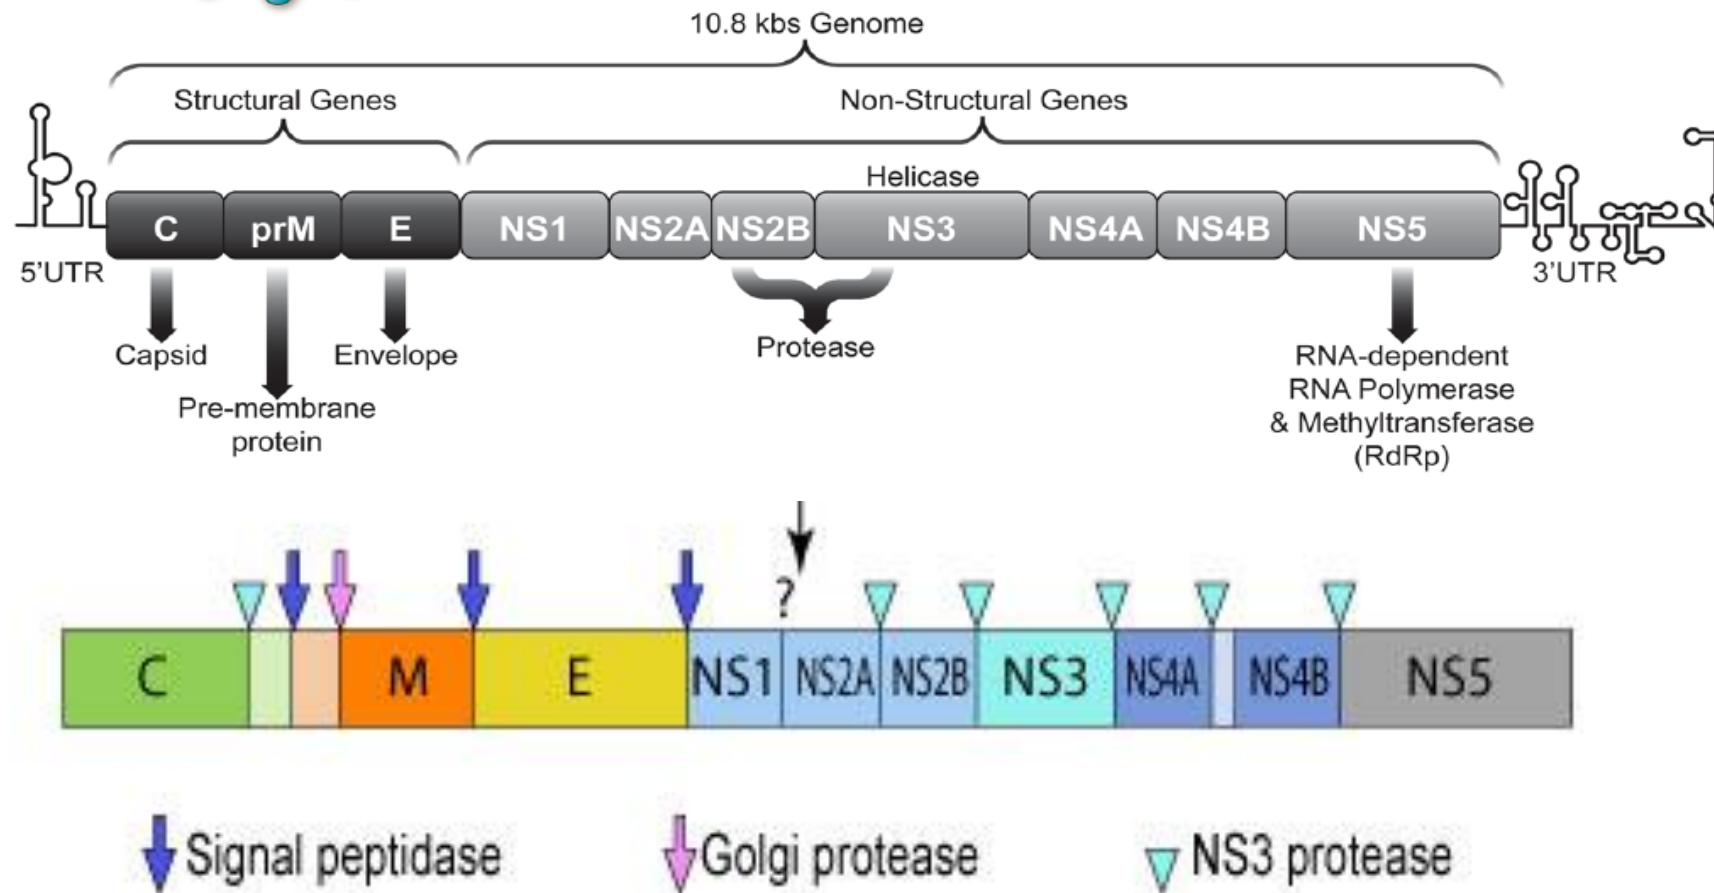 10.8 kbs Genome
Structural Genes
Non-Structural Genes
Helicase
C prM E NS1 NS2A NS2B NS3 NS4A NS4B NS5
5’UTR
3’UTR
Capsid
Envelope
Protease
Pre-membrane
protein
RNA-dependent
RNA Polymerase
& Methyltransferase
(RdRp)
?
C M E NS1 NS2A NS2B NS3 NS4A NS4B NS5
Signal peptidase Golgi protease NS3 protease